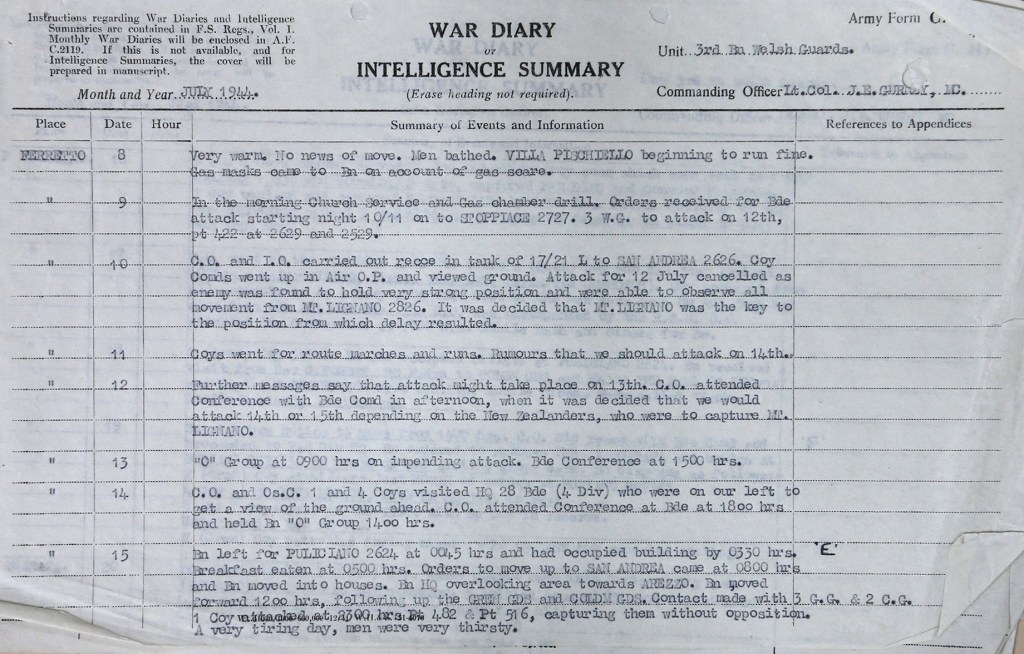 Instructions regarding War Diaries and Intelligence
Summaries are contained in F.S. Regs., Vol. I.
Monthly War Diaries will be enclosed in A.F.
C.2119. If this is not available, and for
Intelligence Summaries, the cover will be
prepared in manuscript.
Month and Year JULY 1944.
WAR DIARY
or
INTELLIGENCE SUMMARY
(Erase heading not required).
Army Form C.
Unit 3rd Bn Welsh Guards.
Commanding Officer Lt. Col. J.E. GURNEY, MC.
Place Date Hour Summary of Events and Information References to Appendices
FERRETTO 8 Very warm. No news of move. Men bathed. VILLA PISCHIELLO beginning to run fine.
Gas masks came to Bn on account of gas scare.
" 9 In the morning Church Service and Gas chamber drill. Orders received for Bde
attack starting night 10/11 on to STOPPIACE 2727. 3 W.G. to attack on 12th,
pt 422 at 2629 and 2529.
" 10 C.O. and I.O. carried out recce in tank of 17/21 L to SAN ANDREA 2626. Coy
Comds went up in Air O.P. and viewed ground. Attack for 12 July cancelled as
enemy was found to hold very strong position and were able to observe all
movement from MT.LIGNANO 2826. It was decided that MT.LIGNANO was the key to
the position from which delay resulted.
" 11 Coys went for route marches and runs. Rumours that we should attack on 14th.
" 12 Further messages say that attack might take place on 13th. C.O. attended
Conference with Bde Comd in afternoon, when it was decided that we would
attack 14th or 15th depending on the New Zealanders, who were to capture MT.
LIGNANO.
" 13 "O" Group at 0900 hrs on impending attack. Bde Conference at 1500 hrs.
" 14 C.O. and Os.C. 1 and 4 Coys visited HQ 28 Bde (4 Div) who were on our left to
get a view of the ground ahead. C.O. attended Conference at Bde at 1800 hrs
and held Bn "O" Group 1400 hrs.
" 15 Bn left for PULICIANO 2624 at 0045 hrs and had occupied building by 0330 hrs. 'E'
Breakfast eaten at 0500 hrs. Orders to move up to SAN ANDREA came at 0800 hrs
and Bn moved into houses. Bn HQ overlooking area towards AREZZO. Bn moved
forward 1200 hrs, following up the GREN GDS and COLDM GDS. Contact made with 3 G.G. & 2 C.G.
1 Coy attacked at 2300 hrs Pt 482 & Pt 516, capturing them without opposition.
A very tiring day, men were very thirsty.